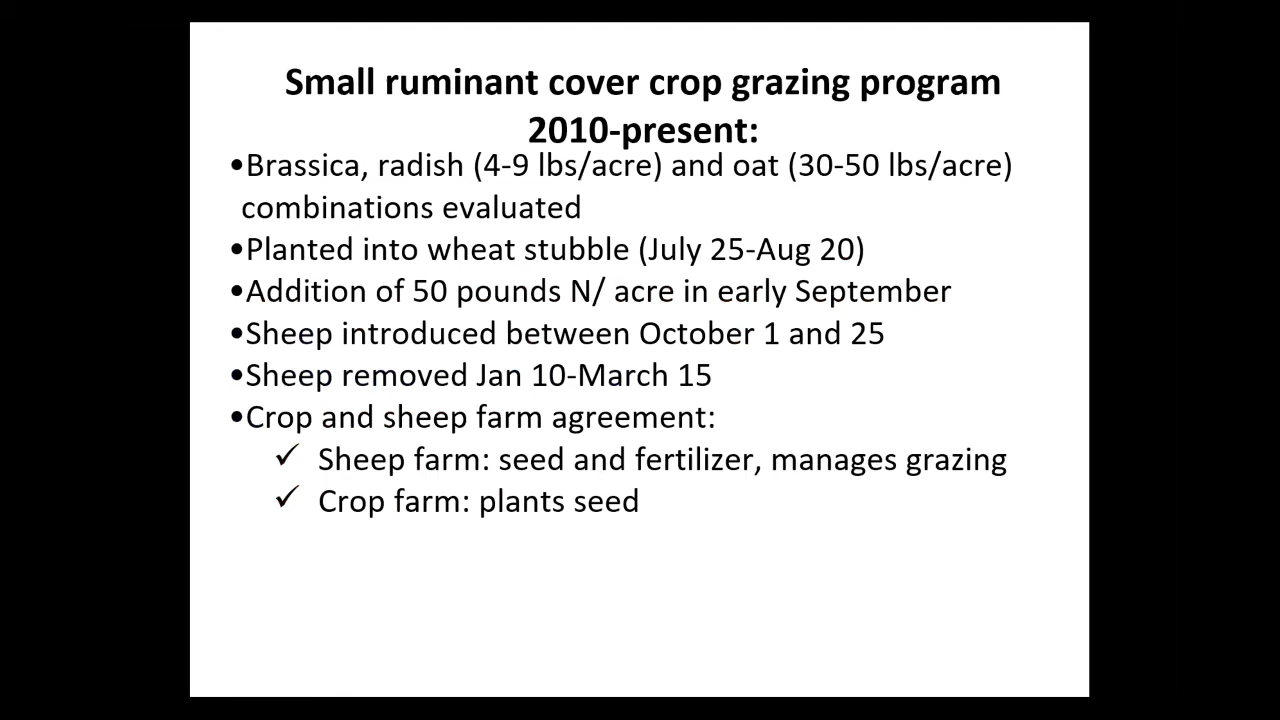 Small ruminant cover crop grazing program
2010-present:
•Brassica, radish (4-9 lbs/acre) and oat (30-50 lbs/acre)
combinations evaluated
•Planted into wheat stubble (July 25-Aug 20)
•Addition of 50 pounds N/ acre in early September
•Sheep introduced between October 1 and 25
•Sheep removed Jan 10-March 15
•Crop and sheep farm agreement:
✓ Sheep farm: seed and fertilizer, manages grazing
✓ Crop farm: plants seed